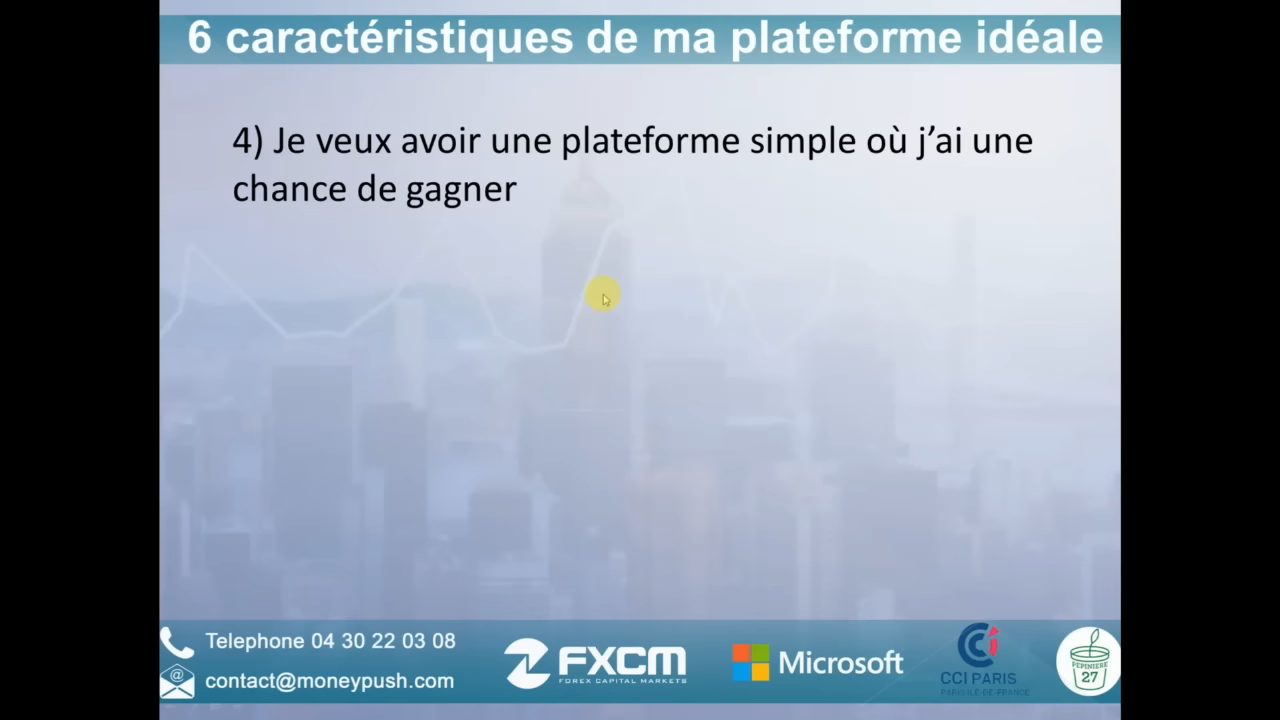 6 caractéristiques de ma plateforme idéale
4) Je veux avoir une plateforme simple où j’ai une
chance de gagner
Telephone 04 30 22 03 08
@
contact@moneypush.com
FXCM
FOREX CAPITAL MARKETS
Microsoft
CCI PARIS
PARIS ILE-DE-FRANCE
PEPINIERE
27